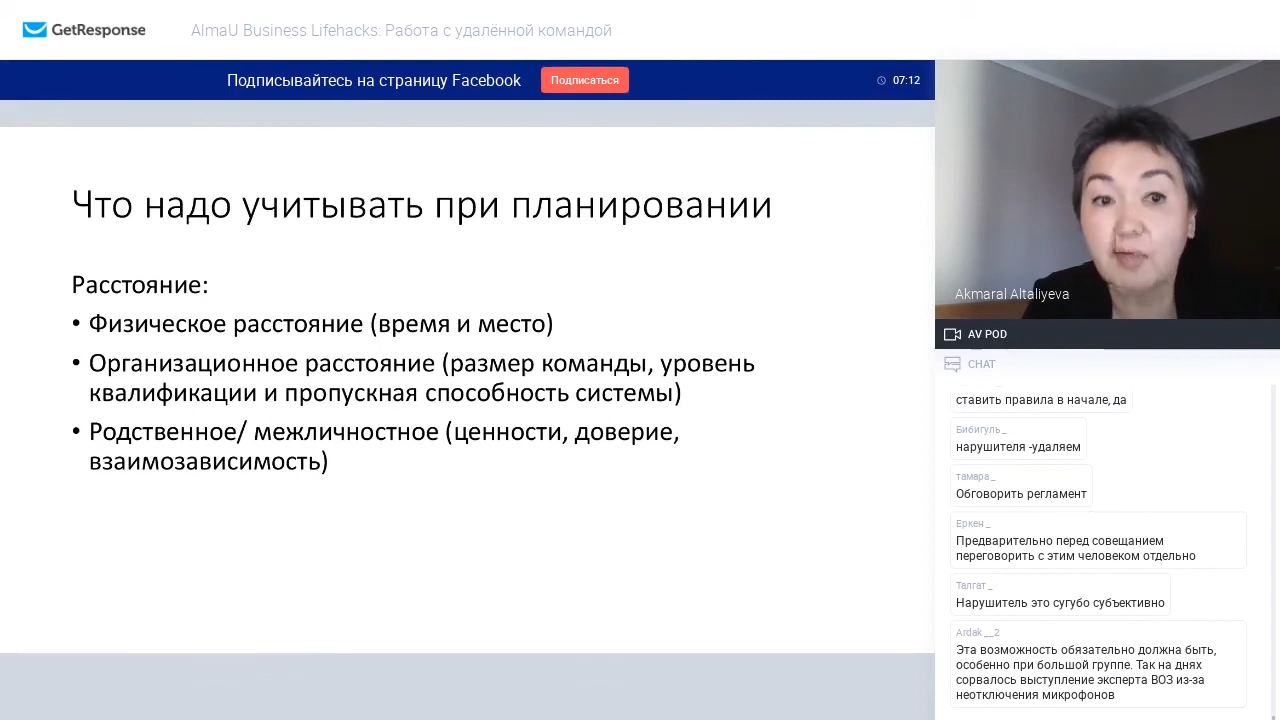 GetResponse
AlmaU Business Lifehacks: Работа с удалённой командой
Подписывайтесь на страницу Facebook
Подписаться
07:12
Что надо учитывать при планировании
Расстояние:
• Физическое расстояние (время и место)
• Организационное расстояние (размер команды, уровень
квалификации и пропускная способность системы)
• Родственное/ межличностное (ценности, доверие,
взаимозависимость)
Akmaral Altaliyeva
AV POD
CHAT
ставить правила в начале, да
Бибигуль _
нарушителя -удаляем
тамара _
Обговорить регламент
Еркен _
Предварительно перед совещанием
переговорить с этим человеком отдельно
Талгат _
Нарушитель это сугубо субъективно
Ardak __2
Эта возможность обязательно должна быть,
особенно при большой группе. Так на днях
сорвалось выступление эксперта ВОЗ из-за
неотключения микрофонов